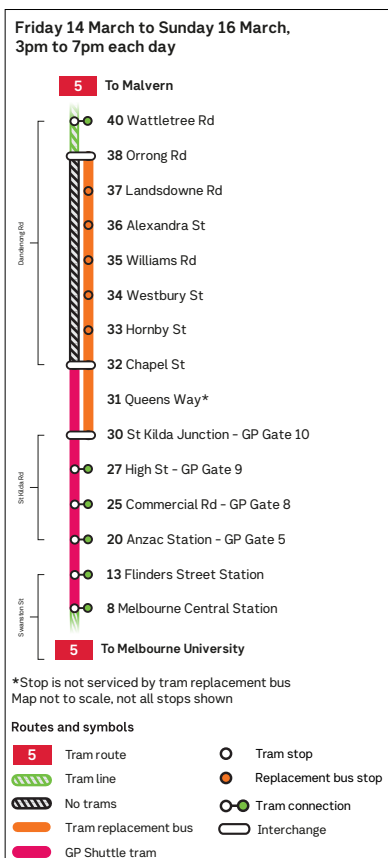 Friday 14 March to Sunday 16 March,
3pm to 7pm each day
5 To Malvern
40 Wattletree Rd
38 Orrong Rd
37 Landsdowne Rd
36 Alexandra St
35 Williams Rd
34 Westbury St
33 Hornby St
32 Chapel St
Dandenong Rd
31 Queens Way*
30 St Kilda Junction - GP Gate 10
27 High St - GP Gate 9
25 Commercial Rd - GP Gate 8
20 Anzac Station - GP Gate 5
St Kilda Rd
13 Flinders Street Station
8 Melbourne Central Station
Swanston St
5 To Melbourne University
*Stop is not serviced by tram replacement bus
Map not to scale, not all stops shown
Routes and symbols
5 Tram route
Tram line
No trams
Tram replacement bus
GP Shuttle tram
Tram stop
Replacement bus stop
Tram connection
Interchange